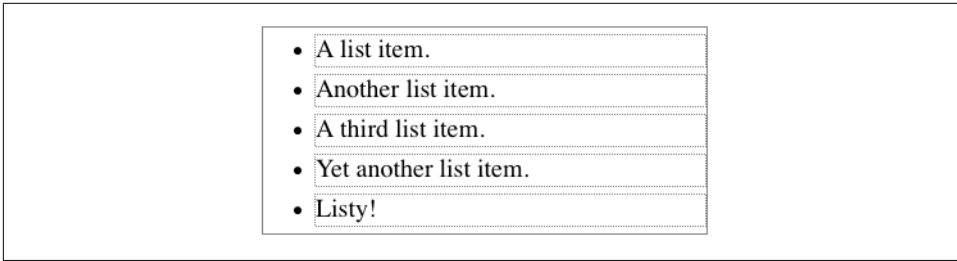 • A list item.
• Another list item.
• A third list item.
• Yet another list item.
• Listy!